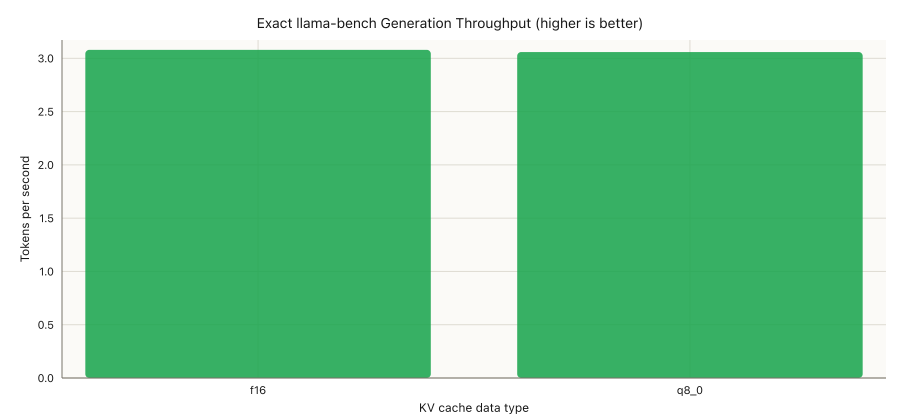 Exact llama-bench Generation Throughput (higher is better)
Tokens per second
3.0
2.5
2.0
1.5
1.0
0.5
0.0
f16
q8_0
KV cache data type